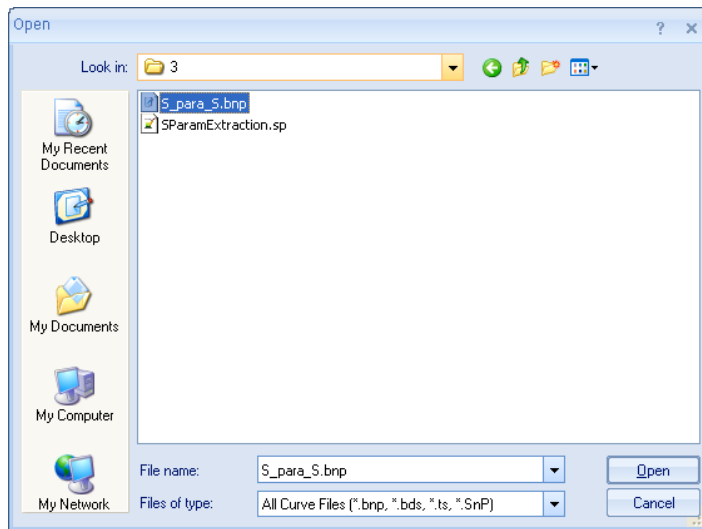 Open
Look in:
3
S_para_S.bnp
SParamExtraction.sp
My Recent
Documents
Desktop
My Documents
My Computer
My Network
File name:
S_para_S.bnp
Open
Files of type:
All Curve Files (*.bnp, *.bds, *.ts, *.SnP)
Cancel